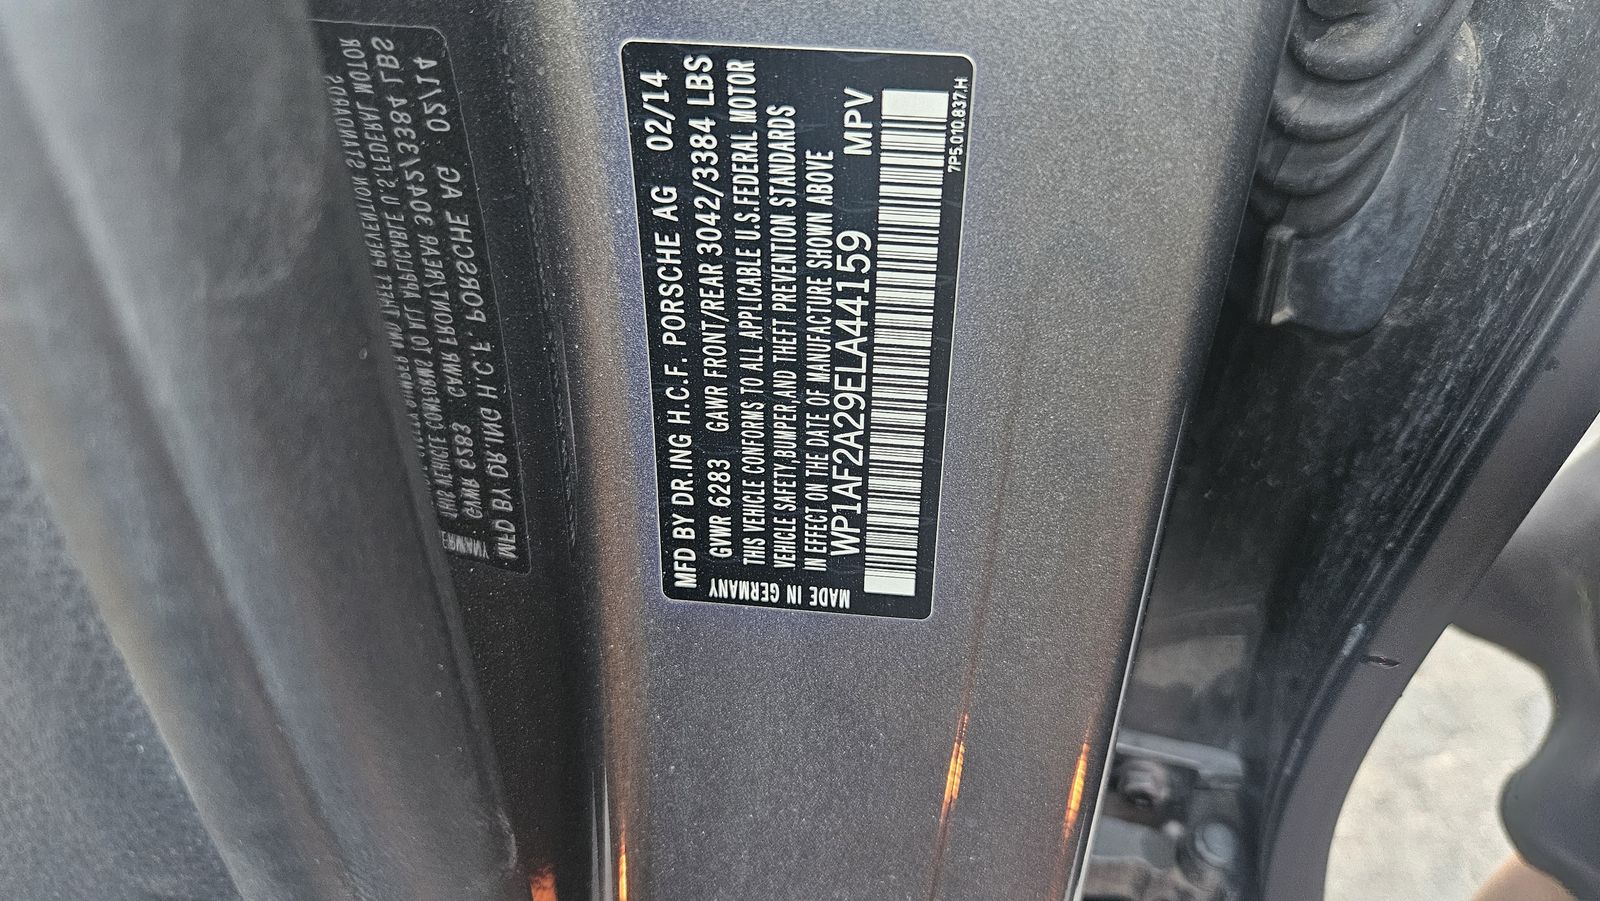 MFD BY DR.ING H.C.F. PORSCHE AG 02/14
GVWR 6283 GAWR FRONT/REAR 3042/3384 LBS
THIS VEHICLE CONFORMS TO ALL APPLICABLE U.S.FEDERAL MOTOR
VEHICLE SAFETY,BUMPER,AND THEFT PREVENTION STANDARDS
IN EFFECT ON THE DATE OF MANUFACTURE SHOWN ABOVE
WP1AF2A29ELA44159 MPV
MADE IN GERMANY
7P5.010.837.H